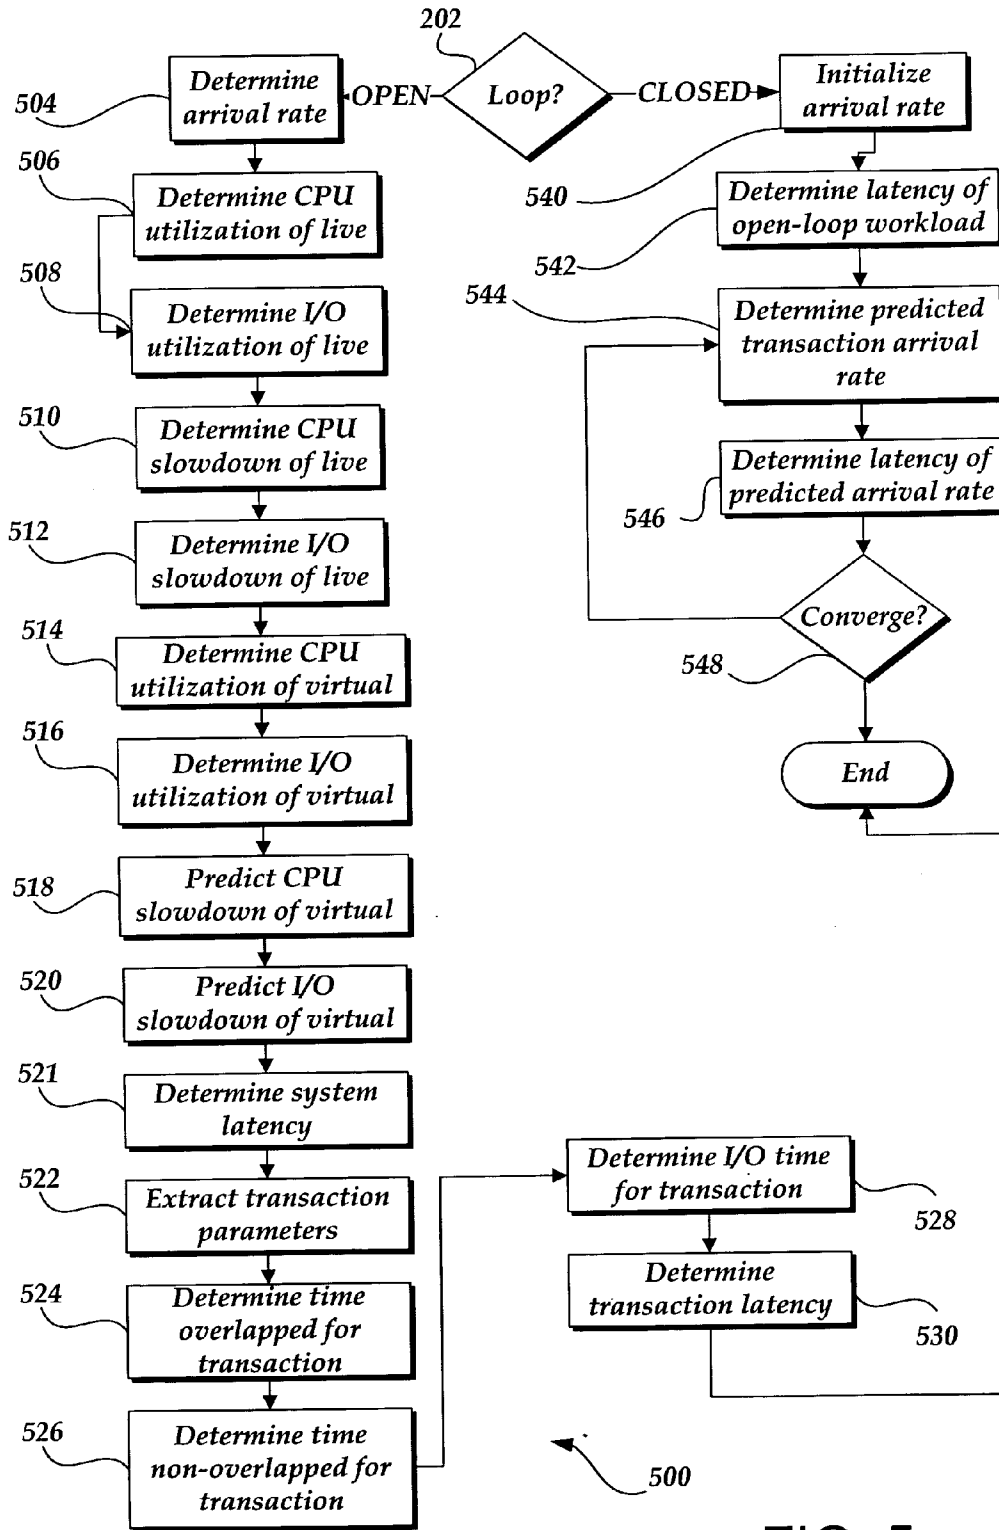 202
Loop?
OPEN
CLOSED
504
Determine
arrival rate
506
Determine CPU
utilization of live
508
Determine I/O
utilization of live
510
Determine CPU
slowdown of live
512
Determine I/O
slowdown of live
514
Determine CPU
utilization of virtual
516
Determine I/O
utilization of virtual
518
Predict CPU
slowdown of virtual
520
Predict I/O
slowdown of virtual
521
Determine system
latency
522
Extract transaction
parameters
524
Determine time
overlapped for
transaction
526
Determine time
non-overlapped for
transaction
Determine I/O time
for transaction
528
Determine
transaction latency
530
Initialize
arrival rate
540
Determine latency of
open-loop workload
542
544
Determine predicted
transaction arrival
rate
Determine latency of
predicted arrival rate
546
Converge?
548
End
500